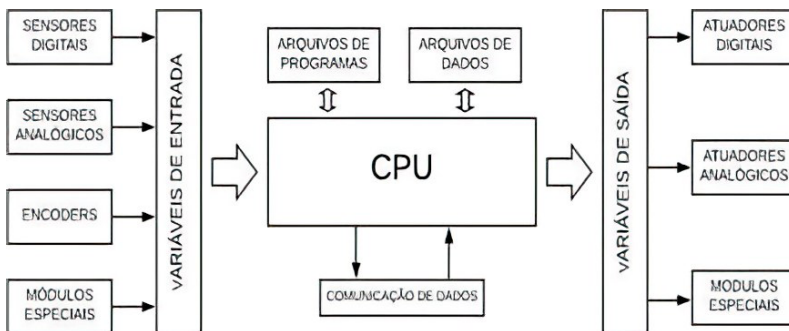 SENSORES
DIGITAIS
SENSORES
ANALÓGICOS
ENCODERS
MÓDULOS
ESPECIAIS
VARIÁVEIS DE ENTRADA
ARQUIVOS DE
PROGRAMAS
ARQUIVOS DE
DADOS
CPU
COMUNICAÇÃO DE DADOS
VARIÁVEIS DE SAÍDA
ATUADORES
DIGITAIS
ATUADORES
ANALÓGICOS
MODULOS
ESPECIAIS